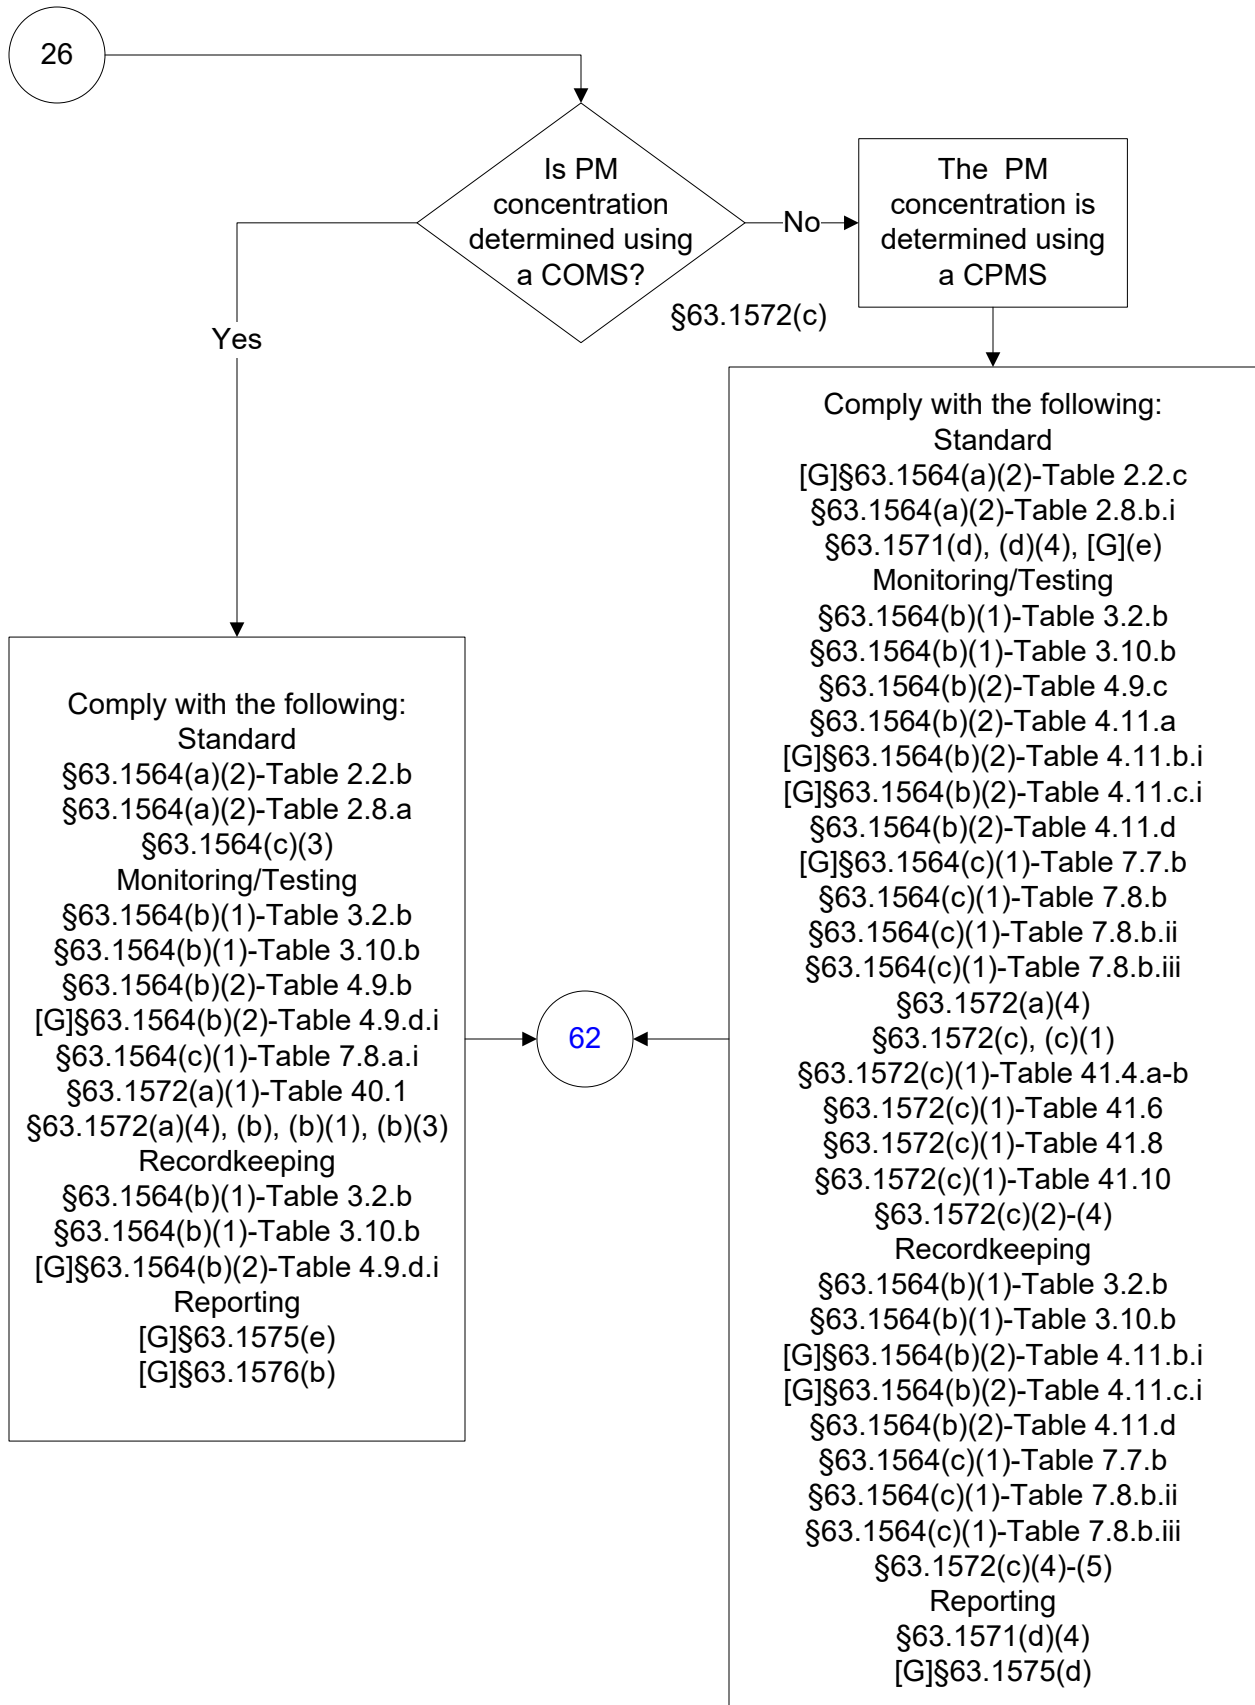 26
Is PM
concentration
determined using
a COMS?
No
The PM
concentration is
determined using
a CPMS
§63.1572(c)
Yes
Comply with the following:
Standard
§63.1564(a)(2)-Table 2.2.b
§63.1564(a)(2)-Table 2.8.a
§63.1564(c)(3)
Monitoring/Testing
§63.1564(b)(1)-Table 3.2.b
§63.1564(b)(1)-Table 3.10.b
§63.1564(b)(2)-Table 4.9.b
[G]§63.1564(b)(2)-Table 4.9.d.i
§63.1564(c)(1)-Table 7.8.a.i
§63.1572(a)(1)-Table 40.1
§63.1572(a)(4), (b), (b)(1), (b)(3)
Recordkeeping
§63.1564(b)(1)-Table 3.2.b
§63.1564(b)(1)-Table 3.10.b
[G]§63.1564(b)(2)-Table 4.9.d.i
Reporting
[G]§63.1575(e)
[G]§63.1576(b)
62
Comply with the following:
Standard
[G]§63.1564(a)(2)-Table 2.2.c
§63.1564(a)(2)-Table 2.8.b.i
§63.1571(d), (d)(4), [G](e)
Monitoring/Testing
§63.1564(b)(1)-Table 3.2.b
§63.1564(b)(1)-Table 3.10.b
§63.1564(b)(2)-Table 4.9.c
§63.1564(b)(2)-Table 4.11.a
[G]§63.1564(b)(2)-Table 4.11.b.i
[G]§63.1564(b)(2)-Table 4.11.c.i
§63.1564(b)(2)-Table 4.11.d
[G]§63.1564(c)(1)-Table 7.7.b
§63.1564(c)(1)-Table 7.8.b
§63.1564(c)(1)-Table 7.8.b.ii
§63.1564(c)(1)-Table 7.8.b.iii
§63.1572(a)(4)
§63.1572(c), (c)(1)
§63.1572(c)(1)-Table 41.4.a-b
§63.1572(c)(1)-Table 41.6
§63.1572(c)(1)-Table 41.8
§63.1572(c)(1)-Table 41.10
§63.1572(c)(2)-(4)
Recordkeeping
§63.1564(b)(1)-Table 3.2.b
§63.1564(b)(1)-Table 3.10.b
[G]§63.1564(b)(2)-Table 4.11.b.i
[G]§63.1564(b)(2)-Table 4.11.c.i
§63.1564(b)(2)-Table 4.11.d
§63.1564(c)(1)-Table 7.7.b
§63.1564(c)(1)-Table 7.8.b.ii
§63.1564(c)(1)-Table 7.8.b.iii
§63.1572(c)(4)-(5)
Reporting
§63.1571(d)(4)
[G]§63.1575(d)